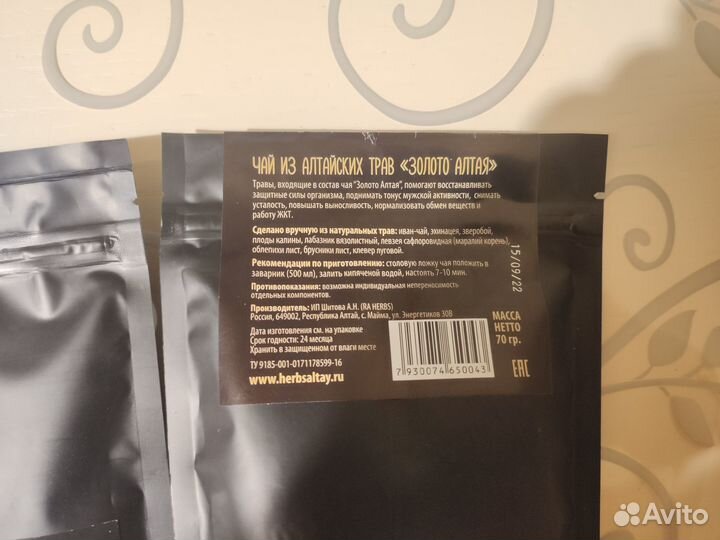 ЧАЙ ИЗ АЛТАЙСКИХ ТРАВ «ЗОЛОТО АЛТАЯ»
Травы, входящие в состав чая "Золото Алтая", помогают восстанавливать
защитные силы организма, поднимать тонус мужской активности, снимать
усталость, повышать выносливость, нормализовать обмен веществ и
работу ЖКТ.
Сделано вручную из натуральных трав: иван-чай, эхинацея, зверобой,
плоды калины, лабазник вязолистный, левзея сафлоровидная (маралий корень),
облепихи лист, брусники лист, клевер луговой.
Рекомендации по приготовлению: столовую ложку чая положить в
заварник (500 мл), залить кипяченой водой, настоять 7-10 мин.
Противопоказания: возможна индивидуальная непереносимость
отдельных компонентов.
Производитель: ИП Шитова А.Н. (RA HERBS)
Россия, 649002, Республика Алтай, с. Майма, ул. Энергетиков 30В
Дата изготовления см. на упаковке
Срок годности: 24 месяца
Хранить в защищенном от влаги месте
ТУ 9185-001-0171178599-16
www.herbsaltay.ru
7930074650043
МАССА
НЕТТО
70 гр.
EAC
15/09/22
Avito